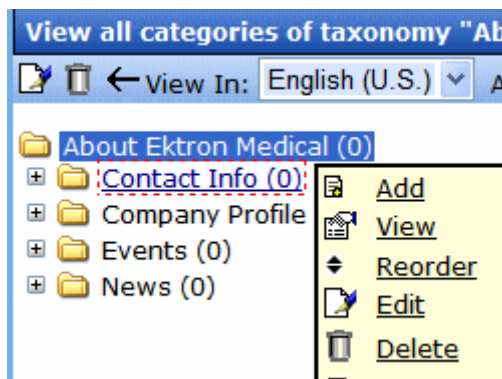 View all categories of taxonomy "Ab
View In: English (U.S.)
About Ektron Medical (0)
Contact Info (0)
Company Profile
Events (0)
News (0)
Add
View
Reorder
Edit
Delete